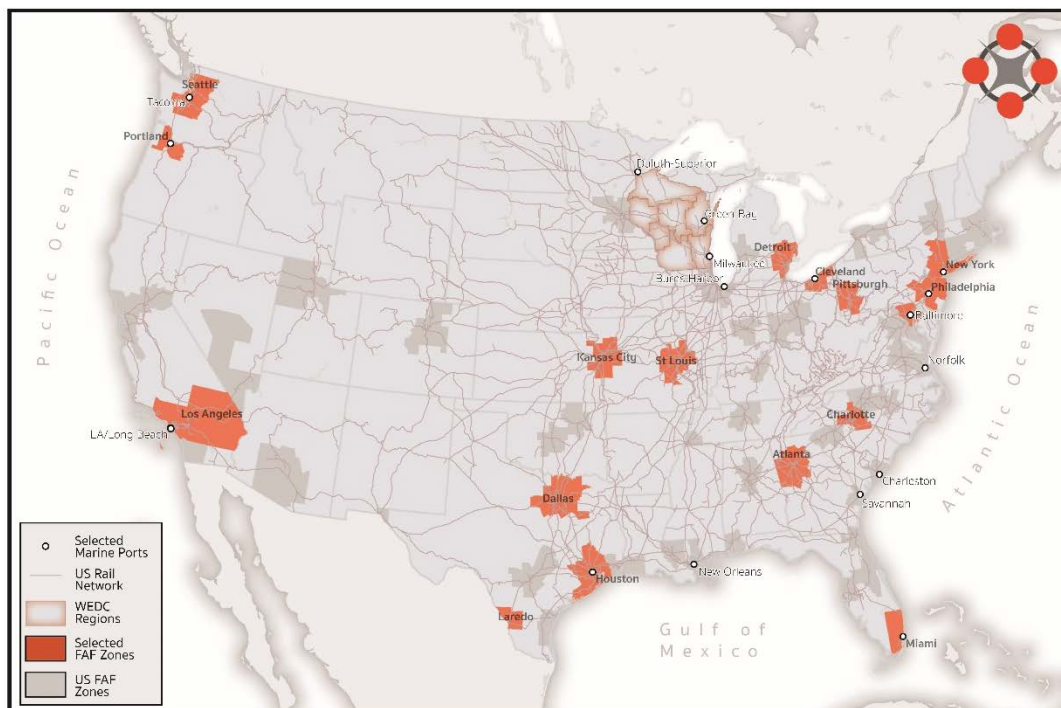 Seattle
Tacoma
Portland
Duluth-Superior
Green Bay
Milwaukee
Burns Harbor
Detroit
Cleveland
Pittsburgh
New York
Philadelphia
Baltimore
Norfolk
Kansas City
St Louis
Charlotte
Los Angeles
LA/Long Beach
Atlanta
Charleston
Savannah
Dallas
Houston
New Orleans
Laredo
Miami
Pacific Ocean
Atlantic Ocean
Gulf of
Mexico
Selected
Marine Ports
US Rail
Network
WEDC
Regions
Selected
FAF Zones
US FAF
Zones